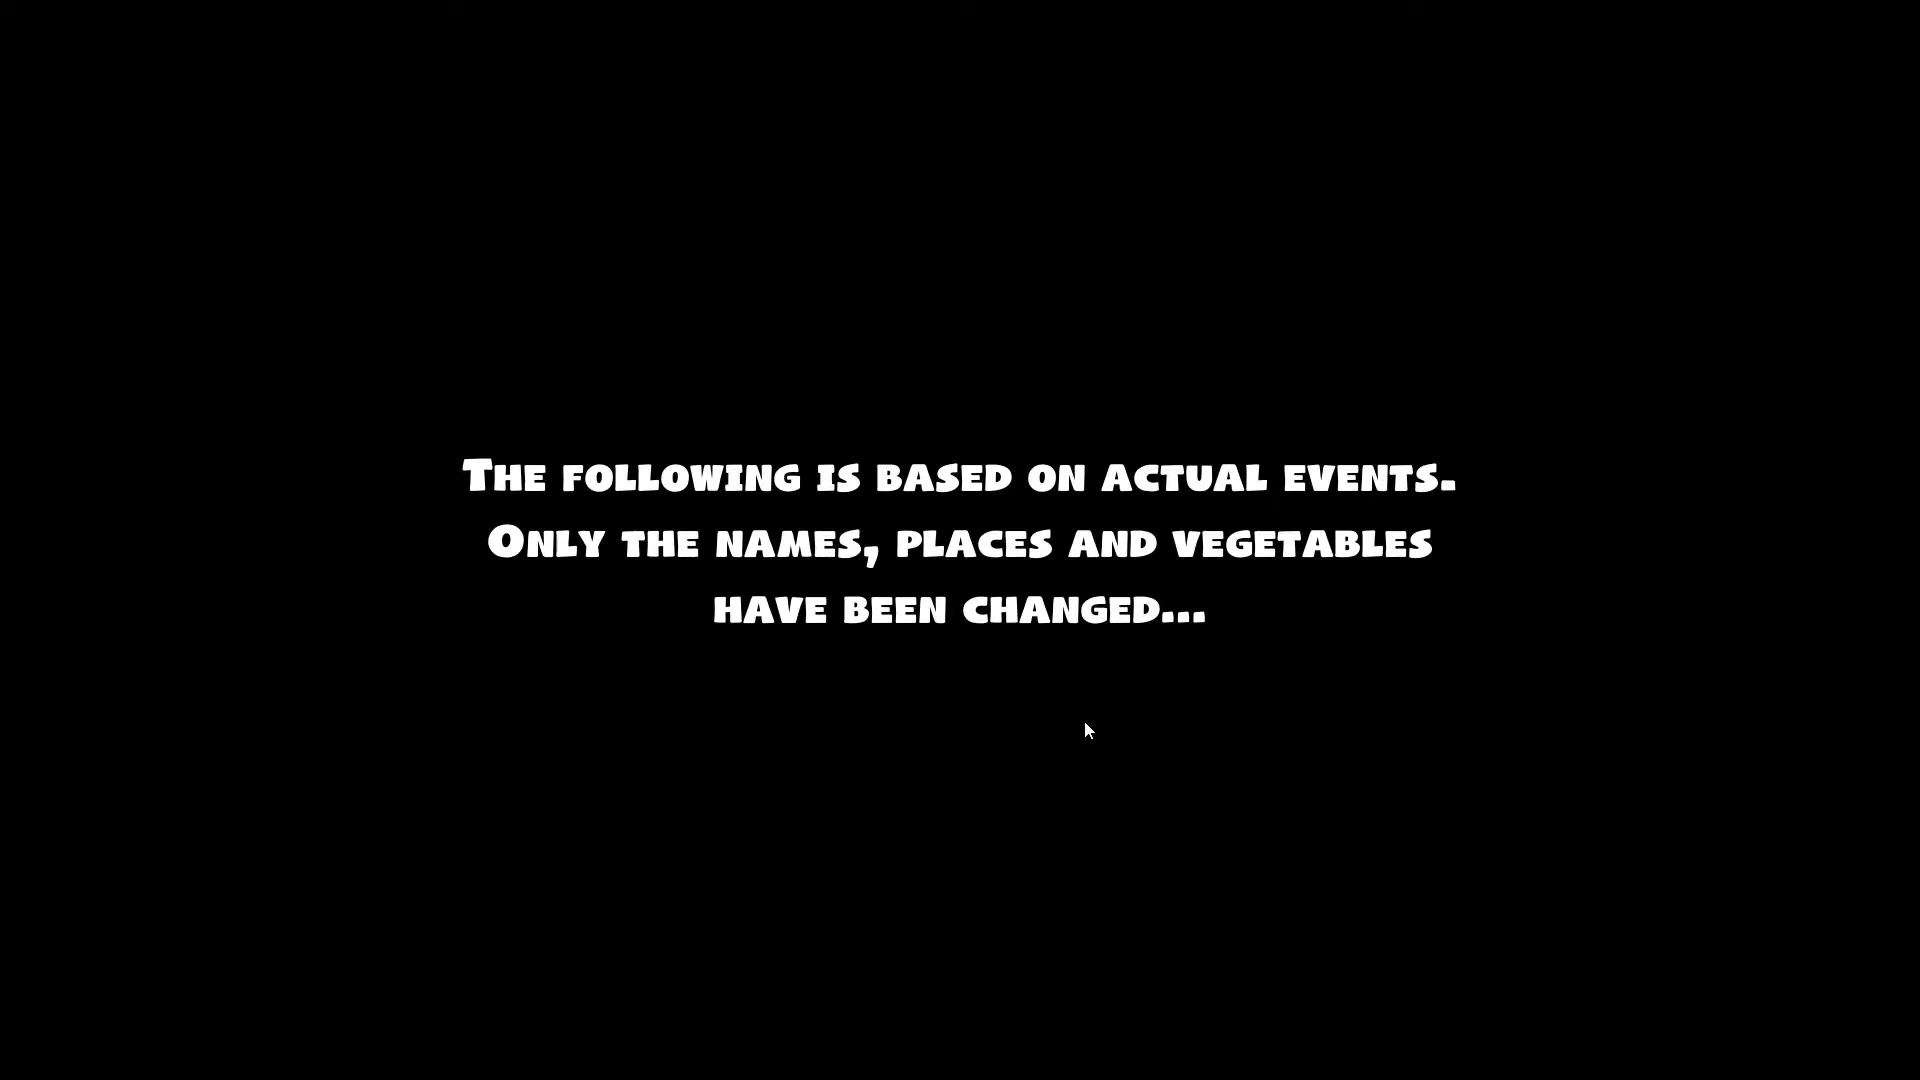 The following is based on actual events.
Only the names, places and vegetables
have been changed...